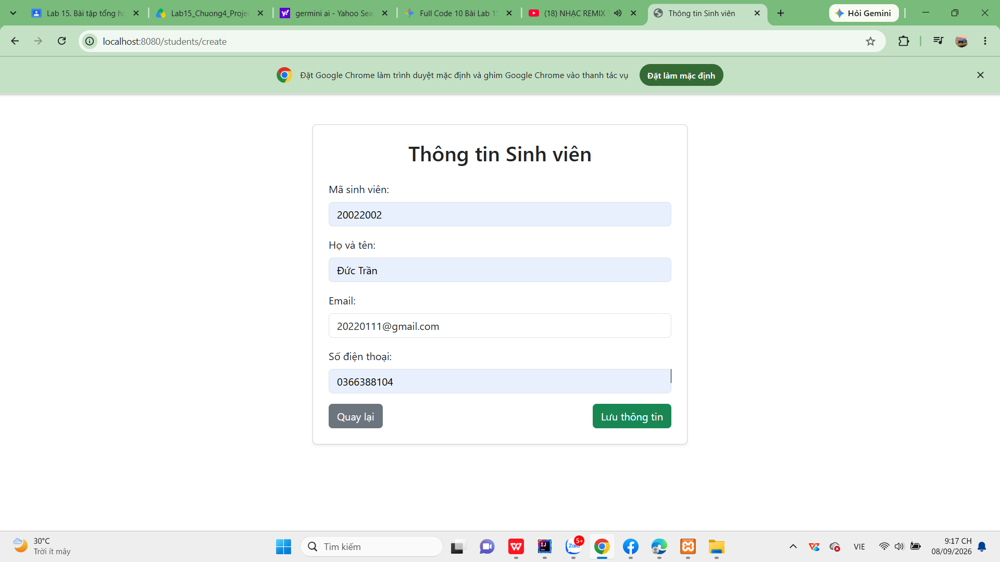 Lab 15. Bài tập tổng hợ
Lab15_Chuong4_Projec
germini ai - Yahoo Sea
Full Code 10 Bài Lab 15
(18) NHẠC REMIX T
Thông tin Sinh viên
Hỏi Gemini
localhost:8080/students/create
Đặt Google Chrome làm trình duyệt mặc định và ghim Google Chrome vào thanh tác vụ
Đặt làm mặc định
Thông tin Sinh viên
Mã sinh viên:
20022002
Họ và tên:
Đức Trần
Email:
20220111@gmail.com
Số điện thoại:
0366388104
Quay lại
Lưu thông tin
30°C
Trời ít mây
Tìm kiếm
Zalo
5+
VIE
9:17 CH
08/09/2026